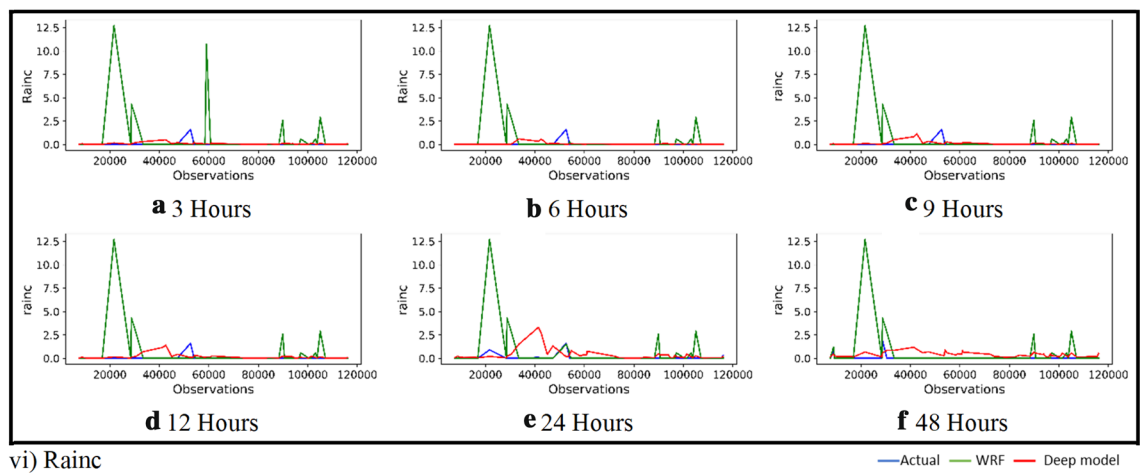 12.5 12.5 12.5
10.0 10.0 10.0
Rainc Rainc rainc
7.5 7.5 7.5
5.0 5.0 5.0
2.5 2.5 2.5
0.0 0.0 0.0
20000 40000 60000 80000 100000 120000 20000 40000 60000 80000 100000 120000 20000 40000 60000 80000 100000 120000
Observations Observations Observations
a 3 Hours b 6 Hours c 9 Hours
12.5 12.5 12.5
10.0 10.0 10.0
rainc rainc rainc
7.5 7.5 7.5
5.0 5.0 5.0
2.5 2.5 2.5
0.0 0.0 0.0
20000 40000 60000 80000 100000 120000 20000 40000 60000 80000 100000 120000 20000 40000 60000 80000 100000 120000
Observations Observations Observations
d 12 Hours e 24 Hours f 48 Hours
vi) Rainc Actual WRF Deep model